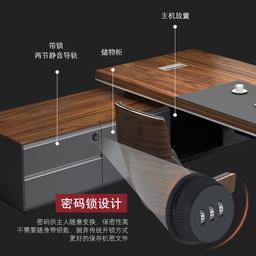 主机放置
带锁
两节静音导轨
储物柜
密码锁设计
密码供主人随意变换、保密性高
不需要随身带钥匙、抛弃传统开锁方式
更好的保存机密文件